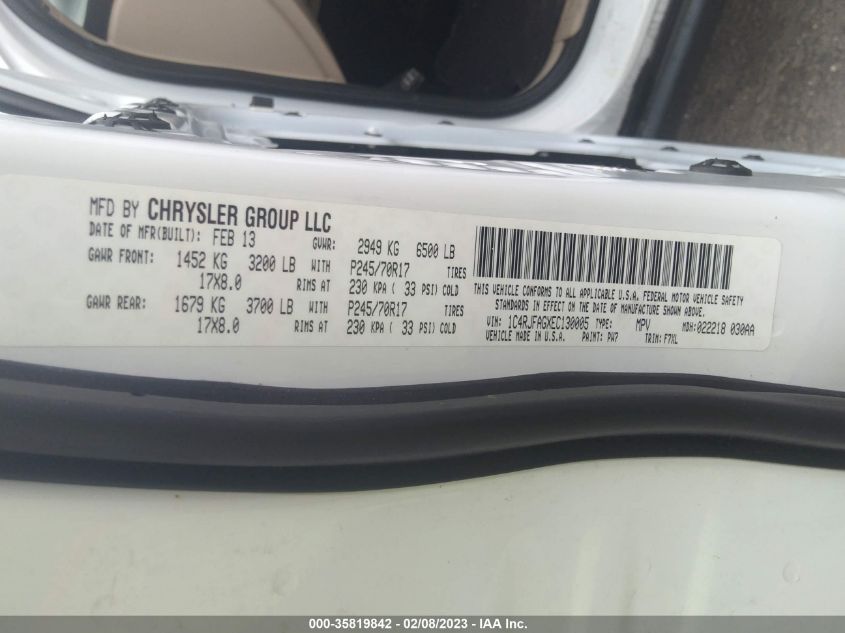 MFD BY CHRYSLER GROUP LLC
DATE OF MFR(BUILT): FEB 13 GVWR: 2949 KG 6500 LB
GAWR FRONT: 1452 KG 3200 LB WITH P245/70R17 TIRES
17X8.0 RIMS AT 230 KPA ( 33 PSI) COLD
GAWR REAR: 1679 KG 3700 LB WITH P245/70R17 TIRES
17X8.0 RIMS AT 230 KPA ( 33 PSI) COLD
THIS VEHICLE CONFORMS TO ALL APPLICABLE U.S.A. FEDERAL MOTOR VEHICLE SAFETY
STANDARDS IN EFFECT ON THE DATE OF MANUFACTURE SHOWN ABOVE.
VIN: 1C4RJFAGXEC130005 TYPE: MPV MDH:022218 030AA
VEHICLE MADE IN U.S.A. PAINT: PW7 TRIM: F7XL
000-35819842 - 02/08/2023 - IAA Inc.